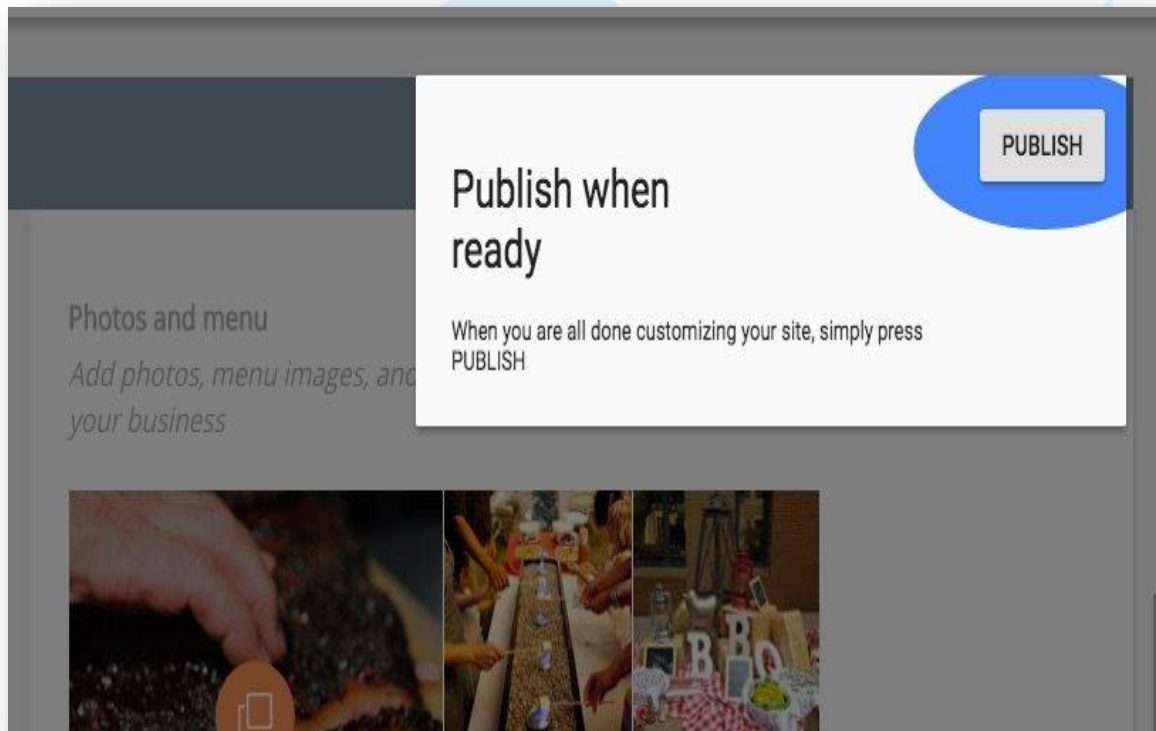 PUBLISH
Publish when
ready
When you are all done customizing your site, simply press
PUBLISH
Photos and menu
Add photos, menu images, and
your business
BBQ